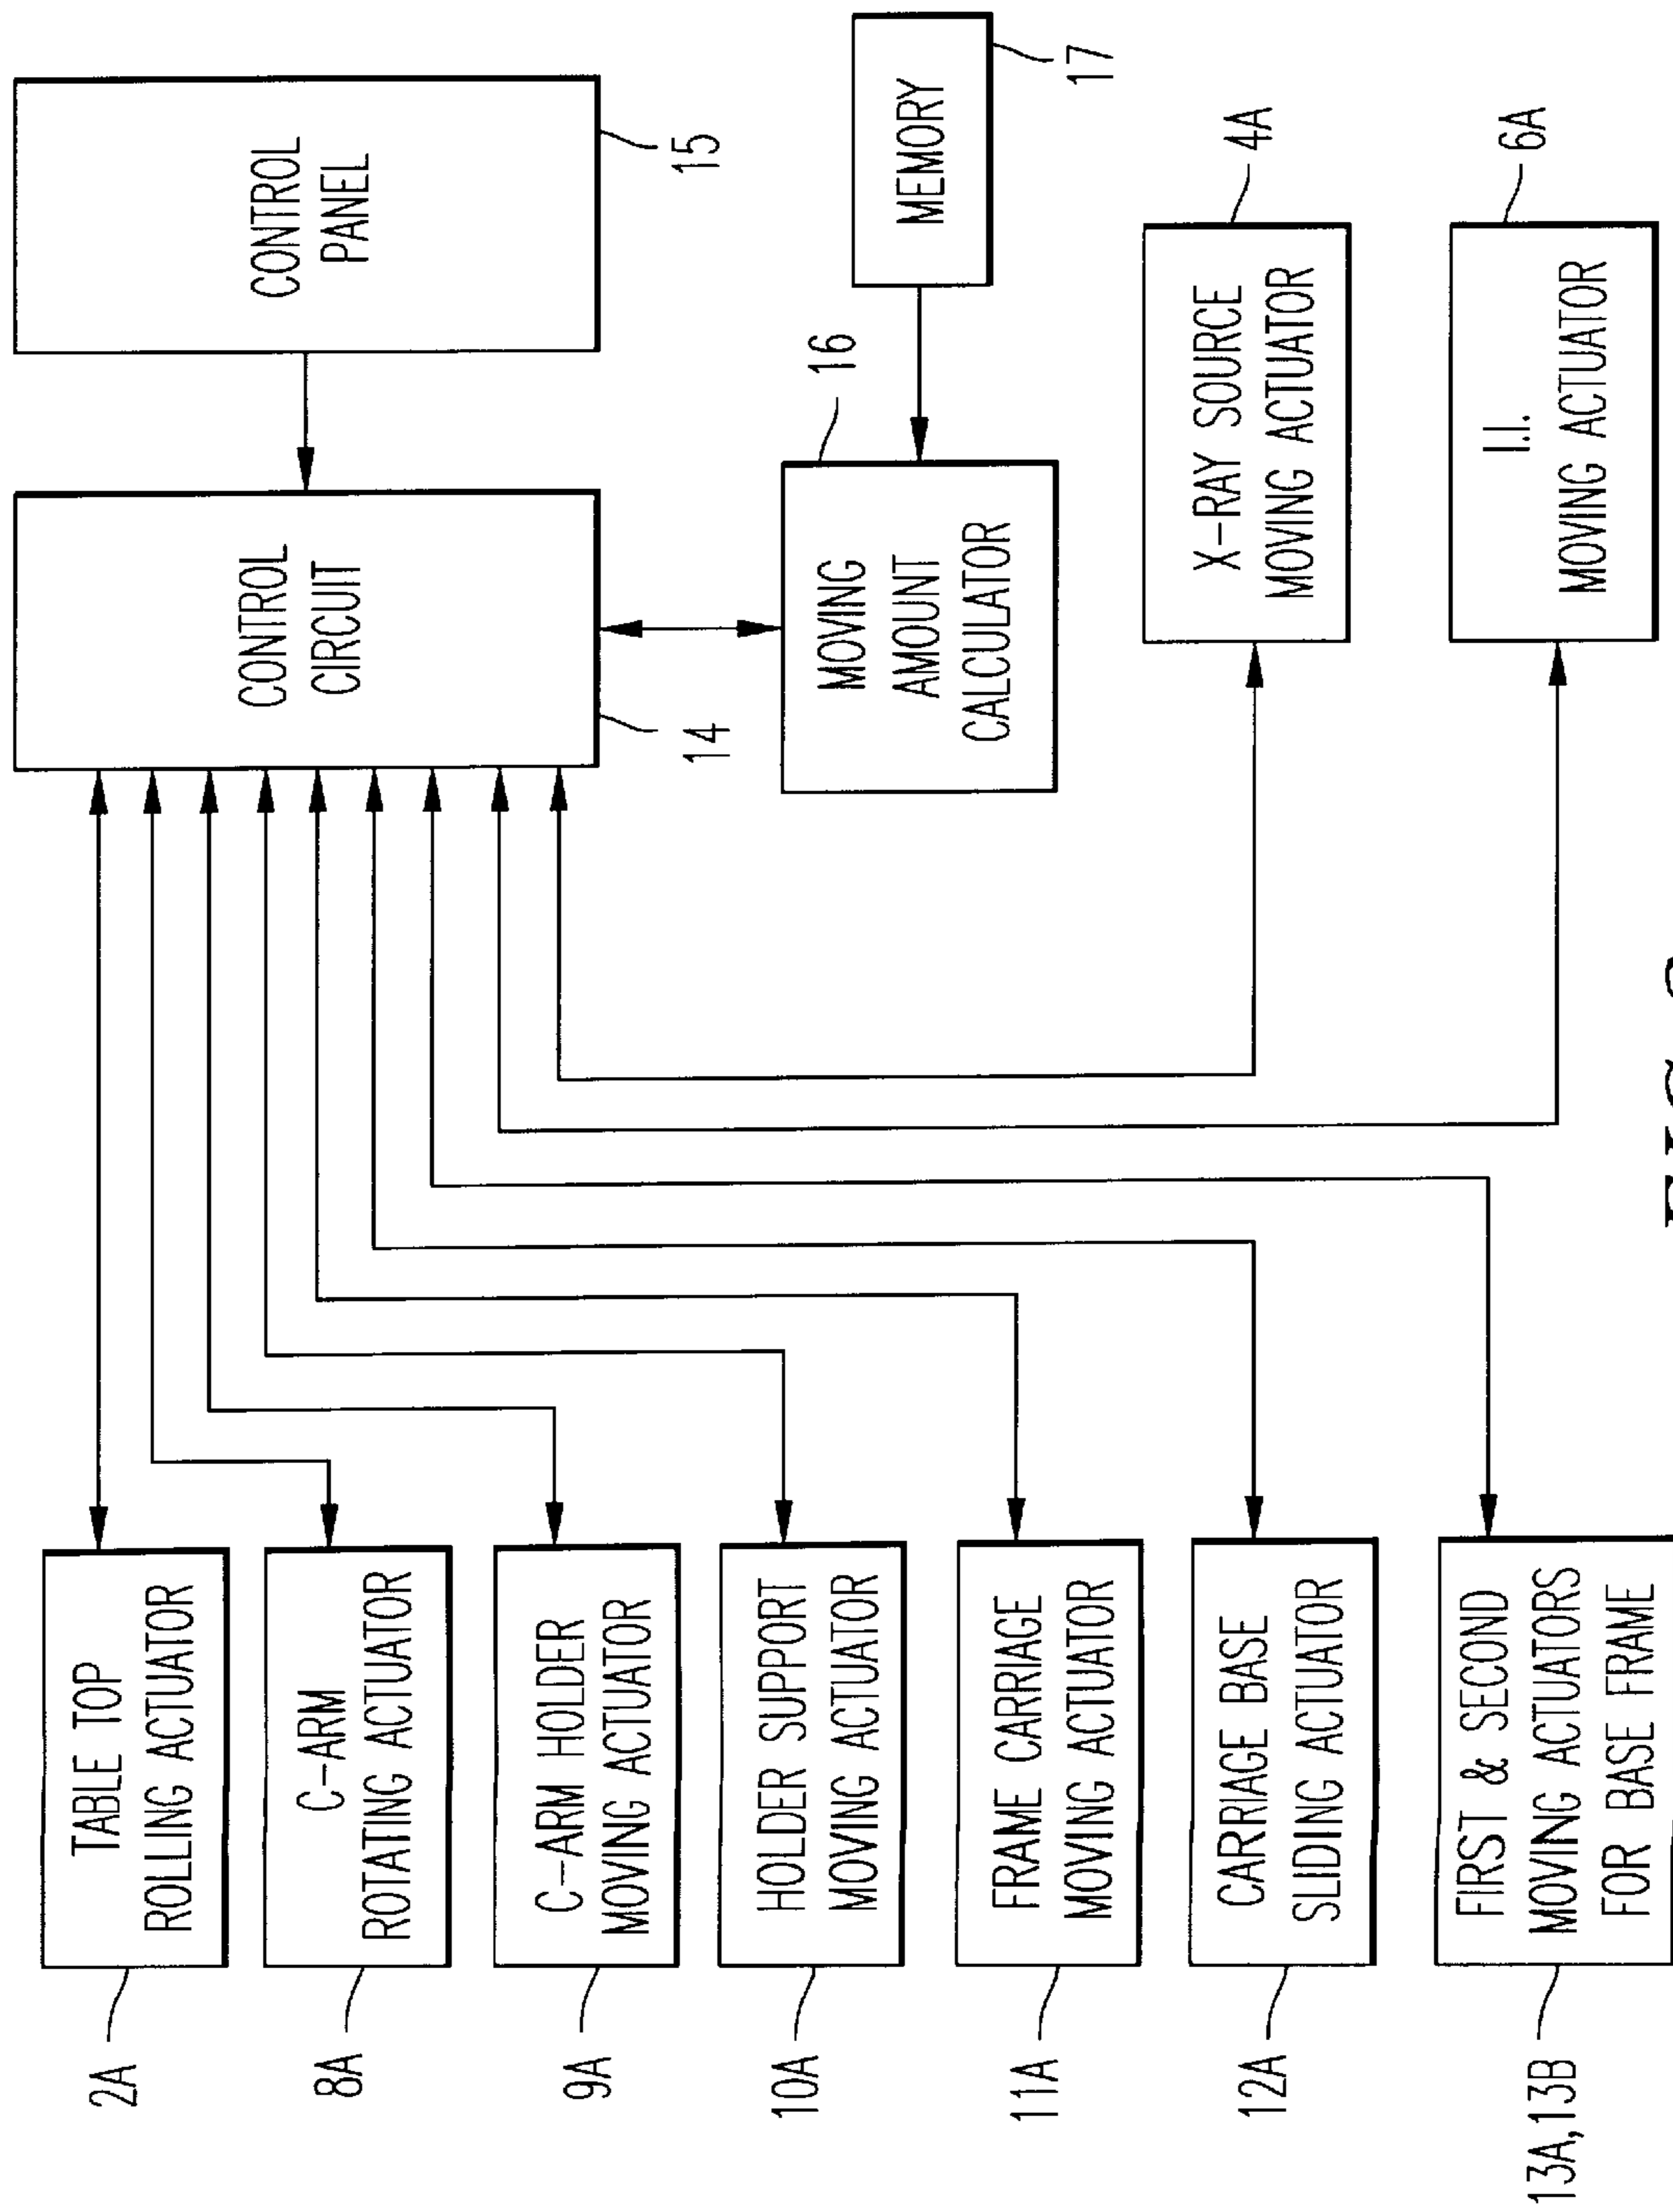 TABLE TOP
ROLLING ACTUATOR
2A
C-ARM
ROTATING ACTUATOR
8A
C-ARM HOLDER
MOVING ACTUATOR
9A
HOLDER SUPPORT
MOVING ACTUATOR
10A
FRAME CARRIAGE
MOVING ACTUATOR
11A
CARRIAGE BASE
SLIDING ACTUATOR
12A
FIRST & SECOND
MOVING ACTUATORS
FOR BASE FRAME
13A,13B
CONTROL
CIRCUIT
14
CONTROL
PANEL
15
MOVING
AMOUNT
CALCULATOR
16
MEMORY
17
X-RAY SOURCE
MOVING ACTUATOR
4A
I.I.
MOVING ACTUATOR
6A